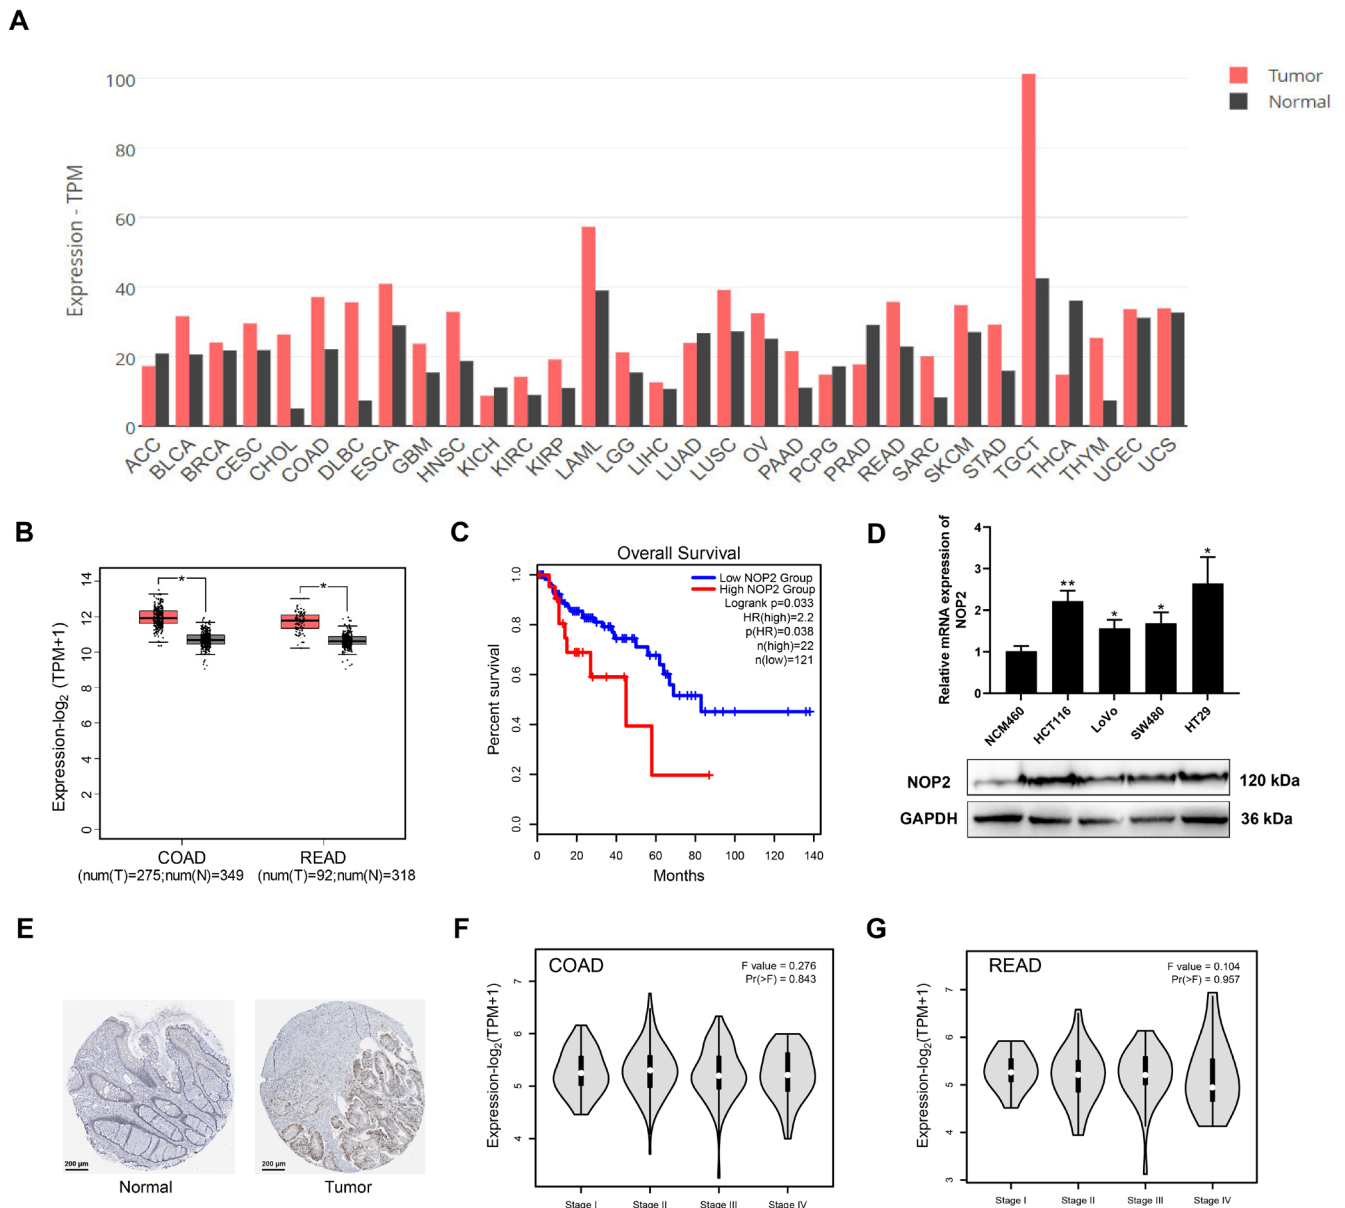 A
Expression - TPM
100
80
60
40
20
0
Tumor
Normal
ACC
BLCA
BRCA
CESC
CHOL
COAD
DLBC
ESCA
GBM
HNSC
KICH
KIRC
KIRP
LAML
LGG
LIHC
LUAD
LUSC
OV
PAAD
PCPG
PRAD
READ
SARC
SKCM
STAD
TGCT
THCA
THYM
UCEC
UCS
B
Expression-log2 (TPM+1)
14
12
10
8
6
4
2
0
*
*
COAD
(num(T)=275;num(N)=349
READ
(num(T)=92;num(N)=318
C
Overall Survival
Percent survival
1.0
0.8
0.6
0.4
0.2
0.0
Low NOP2 Group
High NOP2 Group
Logrank p=0.033
HR(high)=2.2
p(HR)=0.038
n(high)=22
n(low)=121
0 20 40 60 80 100 120 140
Months
D
Relative mRNA expression of
NOP2
4
3
2
1
0
**
*
*
*
NCM460
HCT116
LoVo
SW480
HT29
NOP2
120 kDa
GAPDH
36 kDa
E
200 µm
200 µm
Normal
Tumor
F
Expression-log2(TPM+1)
7
6
5
4
COAD
F value = 0.276
Pr(>F) = 0.843
Stage I Stage II Stage III Stage IV
G
Expression-log2(TPM+1)
7
6
5
4
3
READ
F value = 0.104
Pr(>F) = 0.957
Stage I Stage II Stage III Stage IV